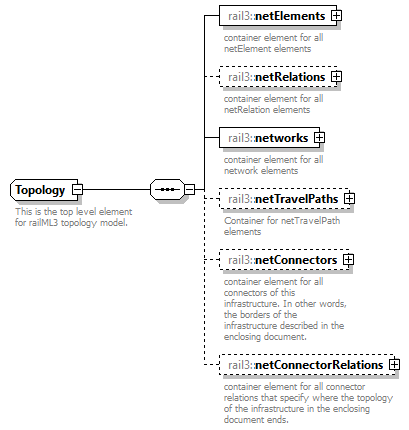 rail3::netElements
container element for all
netElement elements
rail3::netRelations
container element for all
netRelation elements
rail3::networks
container element for all
network elements
Topology
This is the top level element
for railML3 topology model.
rail3::netTravelPaths
Container for netTravelPath
elements
rail3::netConnectors
container element for all
connectors of this
infrastructure. In other words,
the borders of the
infrastructure described in the
enclosing document.
rail3::netConnectorRelations
container element for all connector
relations that specify where the topology
of the infrastructure in the enclosing
document ends.